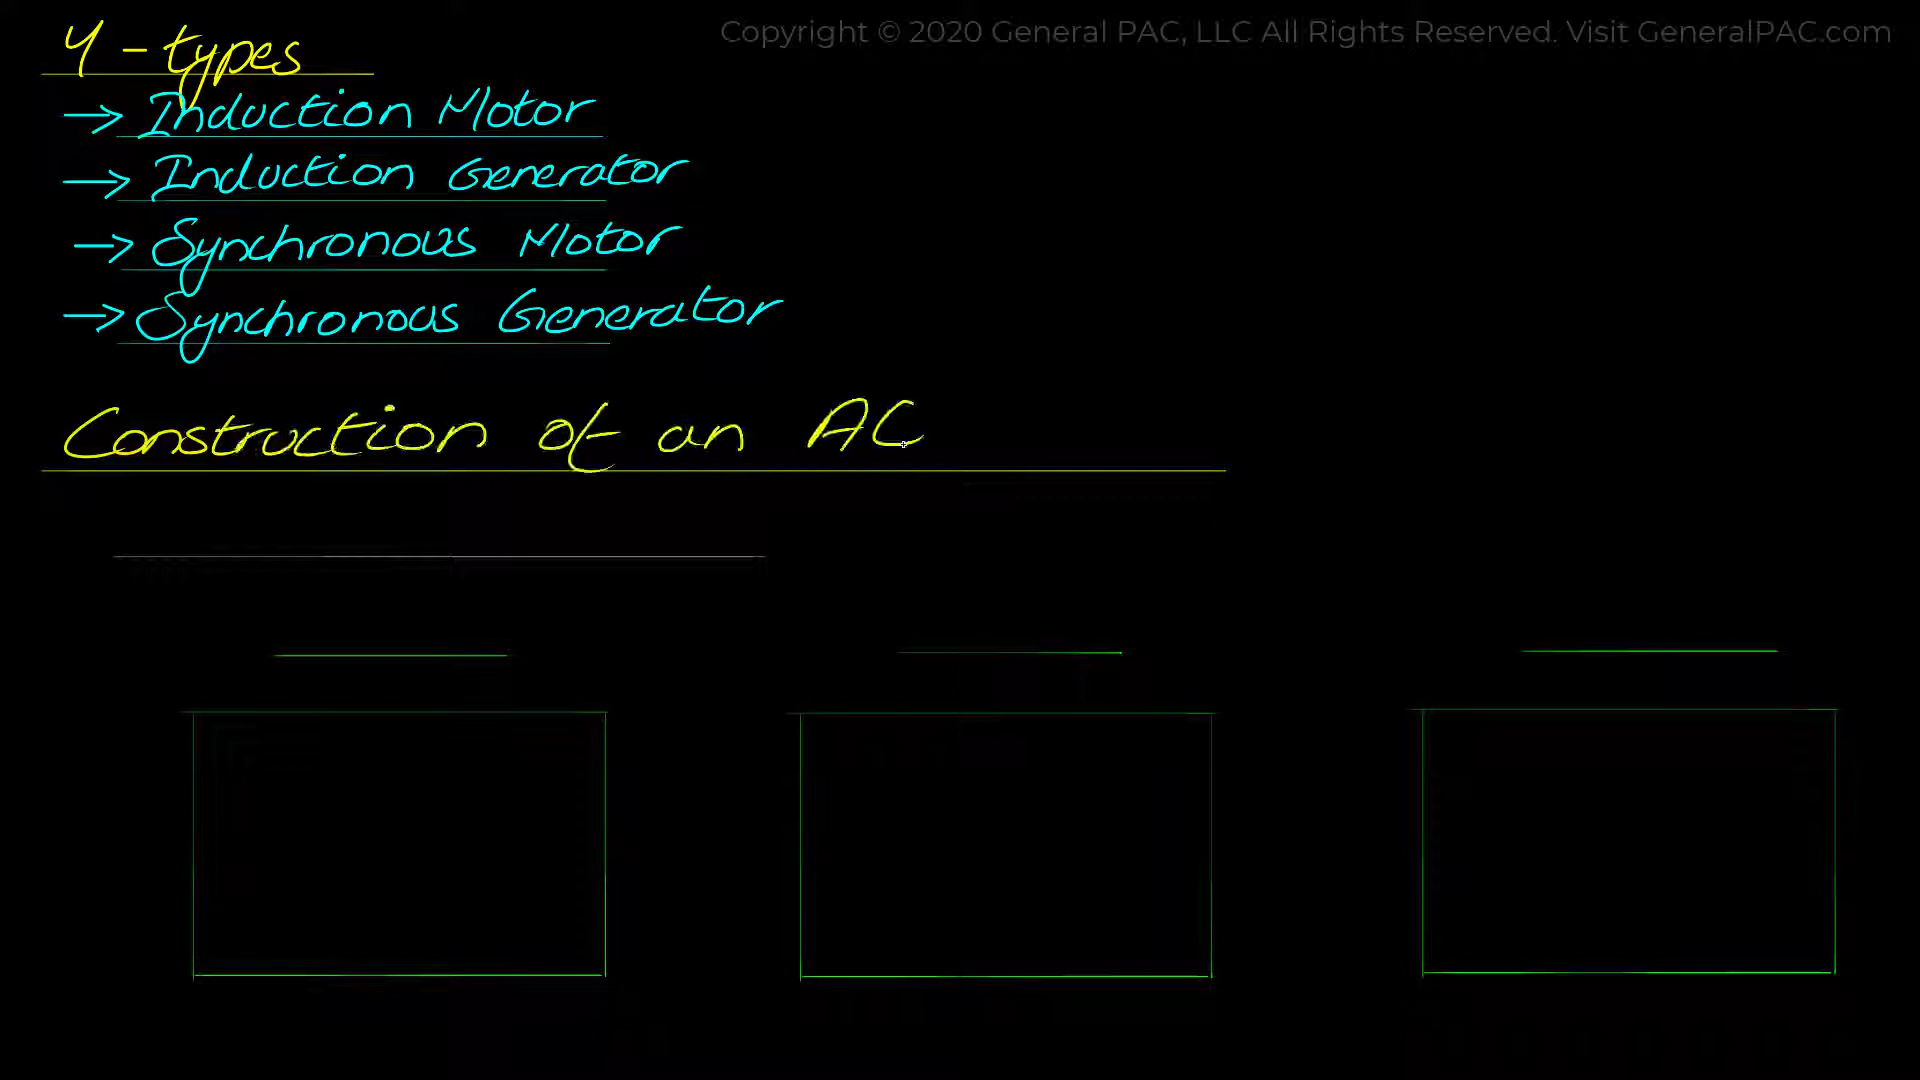 Copyright © 2020 General PAC, LLC All Rights Reserved. Visit GeneralPAC.com
4 - types
→ Induction Motor
→ Induction Generator
→ Synchronous Motor
→ Synchronous Generator
Construction of an AC